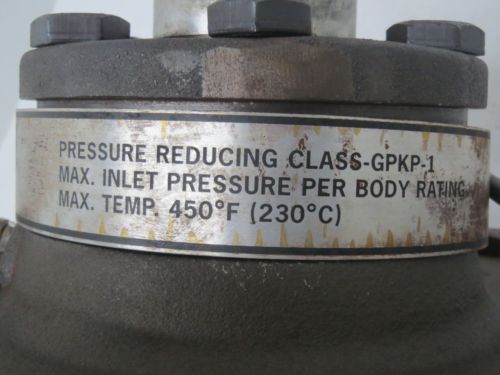 PRESSURE REDUCING CLASS-GPKP-1
MAX. INLET PRESSURE PER BODY RATING
MAX. TEMP. 450°F (230°C)